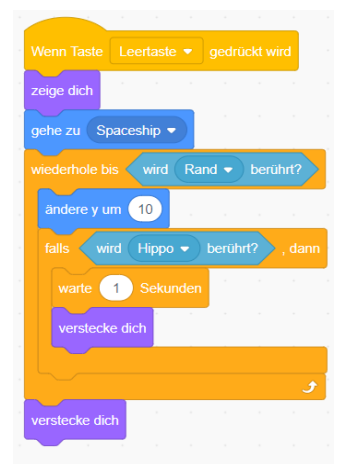 Wenn Taste Leertaste gedrückt wird
zeige dich
gehe zu Spaceship
wiederhole bis wird Rand berührt?
ändere y um 10
falls wird Hippo berührt? , dann
warte 1 Sekunden
verstecke dich
verstecke dich